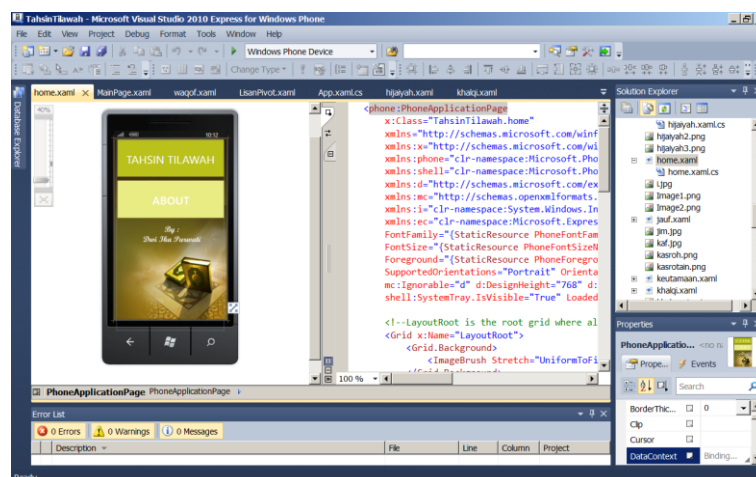 TahsinTilawah - Microsoft Visual Studio 2010 Express for Windows Phone
File Edit View Project Debug Format Tools Window Help
Windows Phone Device
Change Type
home.xaml MainPage.xaml waqof.xaml LisanPivot.xaml App.xaml.cs hijaiyah.xaml khalqi.xaml
Database Explorer
40%
10:12
TAHSIN TILAWAH
ABOUT
By :
<phone:PhoneApplicationPage
x:Class="TahsinTilawah.home"
xmlns="http://schemas.microsoft.com/winf
xmlns:x="http://schemas.microsoft.com/wi
xmlns:phone="clr-namespace:Microsoft.Pho
xmlns:shell="clr-namespace:Microsoft.Pho
xmlns:d="http://schemas.microsoft.com/ex
xmlns:mc="http://schemas.openxmlformats.
xmlns:i="clr-namespace:System.Windows.In
xmlns:ec="clr-namespace:Microsoft.Expres
FontFamily="{StaticResource PhoneFontFam
FontSize="{StaticResource PhoneFontSizeN
Foreground="{StaticResource PhoneForegro
SupportedOrientations="Portrait" Orienta
mc:Ignorable="d" d:DesignHeight="768" d:
shell:SystemTray.IsVisible="True" Loaded
<!--LayoutRoot is the root grid where al
<Grid x:Name="LayoutRoot">
<Grid.Background>
<ImageBrush Stretch="UniformToFi
100 %
PhoneApplicationPage PhoneApplicationPage
Solution Explorer
hijaiyah.xaml.cs
hijaiyah2.png
hijaiyah3.png
home.xaml
home.xaml.cs
i.jpg
Image1.png
Image2.png
jauf.xaml
jim.jpg
kaf.jpg
kasroh.png
kasrotain.png
keutamaan.xaml
khalqi.xaml
Properties
PhoneApplicatio... <no n
Prope... Events
Search
BorderThic... 0
Clip
Cursor
DataContext Binding...
Error List
0 Errors 0 Warnings 0 Messages
Description File Line Column Project